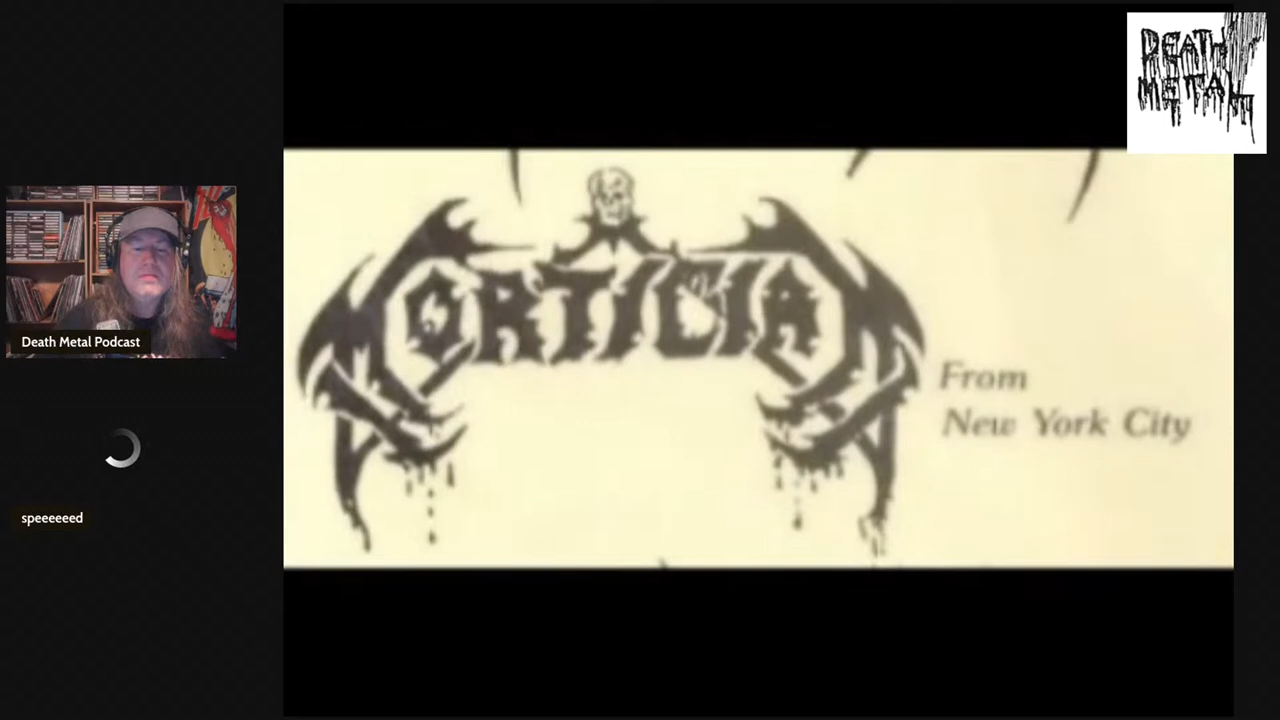 DEATH
METAL
MORTICIAN
From
New York City
Death Metal Podcast
speeeeeed